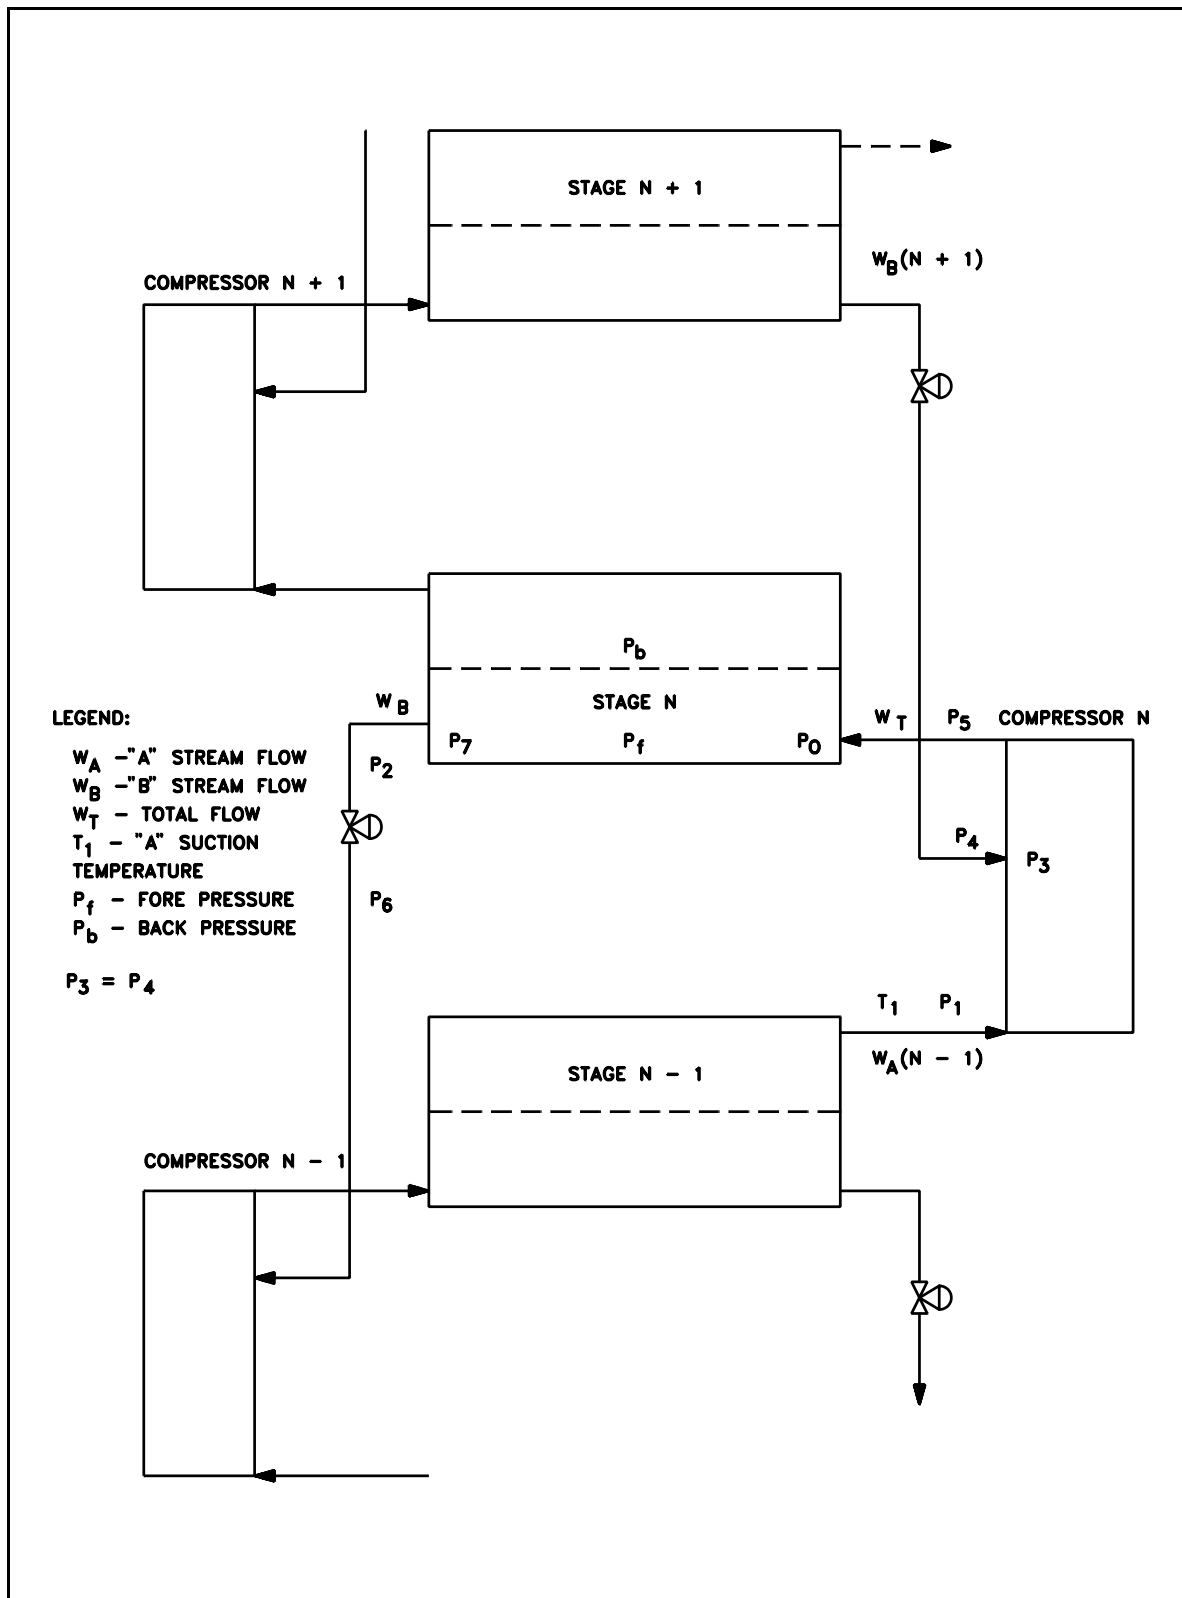 STAGE N + 1
W_B(N + 1)
COMPRESSOR N + 1
P_b
STAGE N
W_B
P_7
P_f
P_0
W_T
P_5
COMPRESSOR N
P_2
P_4
P_3
P_6
LEGEND:
W_A -"A" STREAM FLOW
W_B -"B" STREAM FLOW
W_T - TOTAL FLOW
T_1 - "A" SUCTION
TEMPERATURE
P_f - FORE PRESSURE
P_b - BACK PRESSURE
P_3 = P_4
T_1
P_1
W_A(N - 1)
STAGE N - 1
COMPRESSOR N - 1